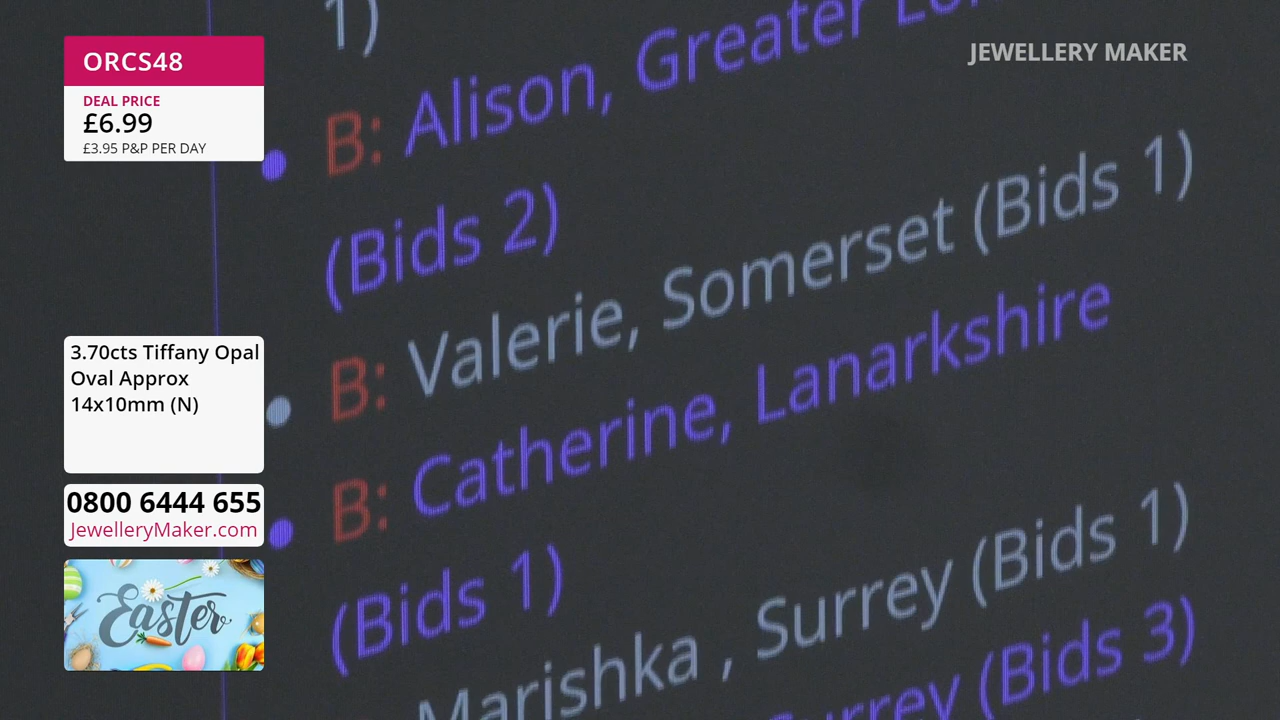 ORCS48
DEAL PRICE
£6.99
£3.95 P&P PER DAY
3.70cts Tiffany Opal
Oval Approx
14x10mm (N)
0800 6444 655
JewelleryMaker.com
Easter
JEWELLERY MAKER
1)
B: Alison, Greater
(Bids 2)
B: Valerie, Somerset (Bids 1)
B: Catherine, Lanarkshire
(Bids 1)
Marishka , Surrey (Bids 1)
Surrey (Bids 3)